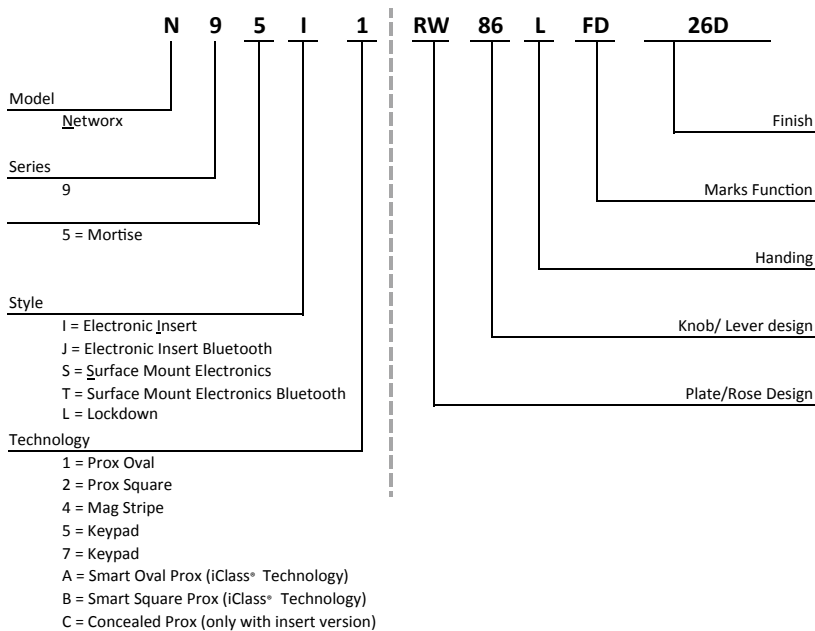 N 9 5 I 1 RW 86 L FD 26D
Model
Networx
Series
9
5 = Mortise
Style
I = Electronic Insert
J = Electronic Insert Bluetooth
S = Surface Mount Electronics
T = Surface Mount Electronics Bluetooth
L = Lockdown
Technology
1 = Prox Oval
2 = Prox Square
4 = Mag Stripe
5 = Keypad
7 = Keypad
A = Smart Oval Prox (iClass® Technology)
B = Smart Square Prox (iClass® Technology)
C = Concealed Prox (only with insert version)
Finish
Marks Function
Handing
Knob/ Lever design
Plate/Rose Design